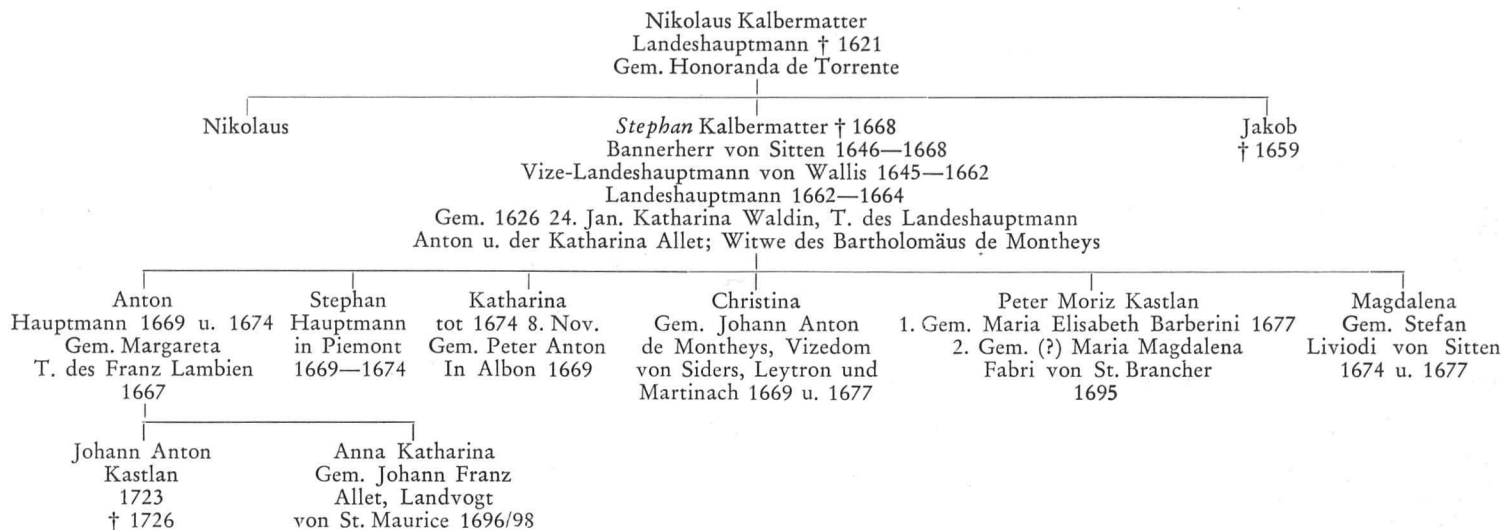 Nikolaus Kalbermatter
Landeshauptmann † 1621
Gem. Honoranda de Torrente
Nikolaus
Stephan Kalbermatter † 1668
Bannerherr von Sitten 1646—1668
Vize-Landeshauptmann von Wallis 1645—1662
Landeshauptmann 1662—1664
Gem. 1626 24. Jan. Katharina Waldin, T. des Landeshauptmann
Anton u. der Katharina Allet; Witwe des Bartholomäus de Montheys
Jakob
† 1659
Anton
Hauptmann 1669 u. 1674
Gem. Margareta
T. des Franz Lambien
1667
Stephan
Hauptmann
in Piemont
1669—1674
Katharina
tot 1674 8. Nov.
Gem. Peter Anton
In Albon 1669
Christina
Gem. Johann Anton
de Montheys, Vizedom
von Siders, Leytron und
Martinach 1669 u. 1677
Peter Moriz Kastlan
1. Gem. Maria Elisabeth Barberini 1677
2. Gem. (?) Maria Magdalena
Fabri von St. Brancher
1695
Magdalena
Gem. Stefan
Liviodi von Sitten
1674 u. 1677
Johann Anton
Kastlan
1723
† 1726
Anna Katharina
Gem. Johann Franz
Allet, Landvogt
von St. Maurice 1696/98